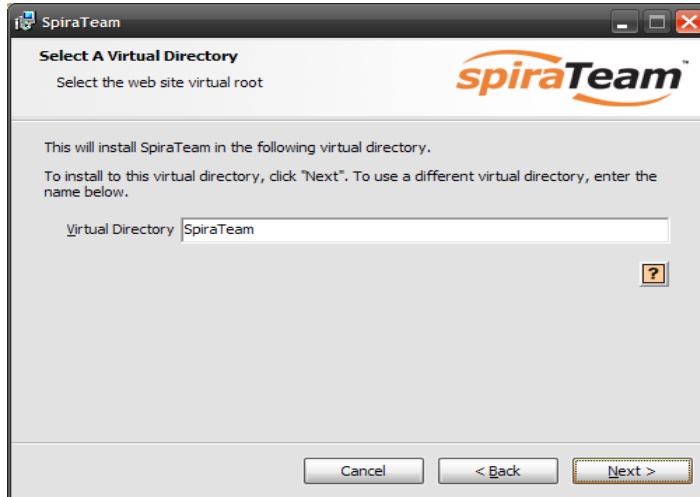 SpiraTeam
Select A Virtual Directory
Select the web site virtual root
spiraTeam™
This will install SpiraTeam in the following virtual directory.
To install to this virtual directory, click "Next". To use a different virtual directory, enter the
name below.
Virtual Directory SpiraTeam
?
Cancel < Back Next >